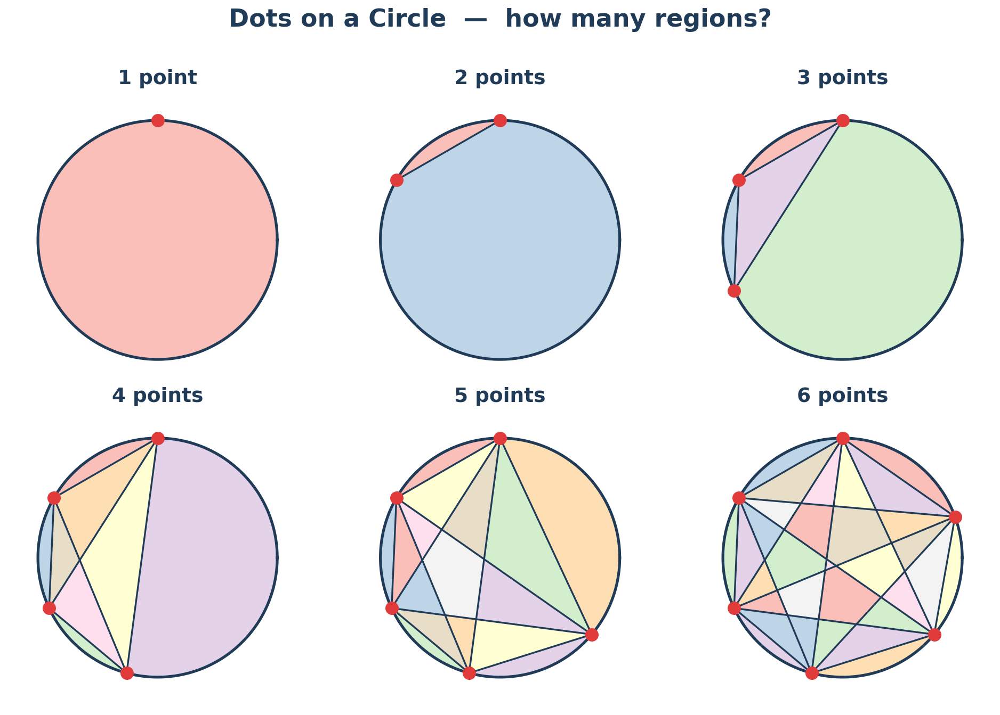 Dots on a Circle — how many regions?
1 point
2 points
3 points
4 points
5 points
6 points